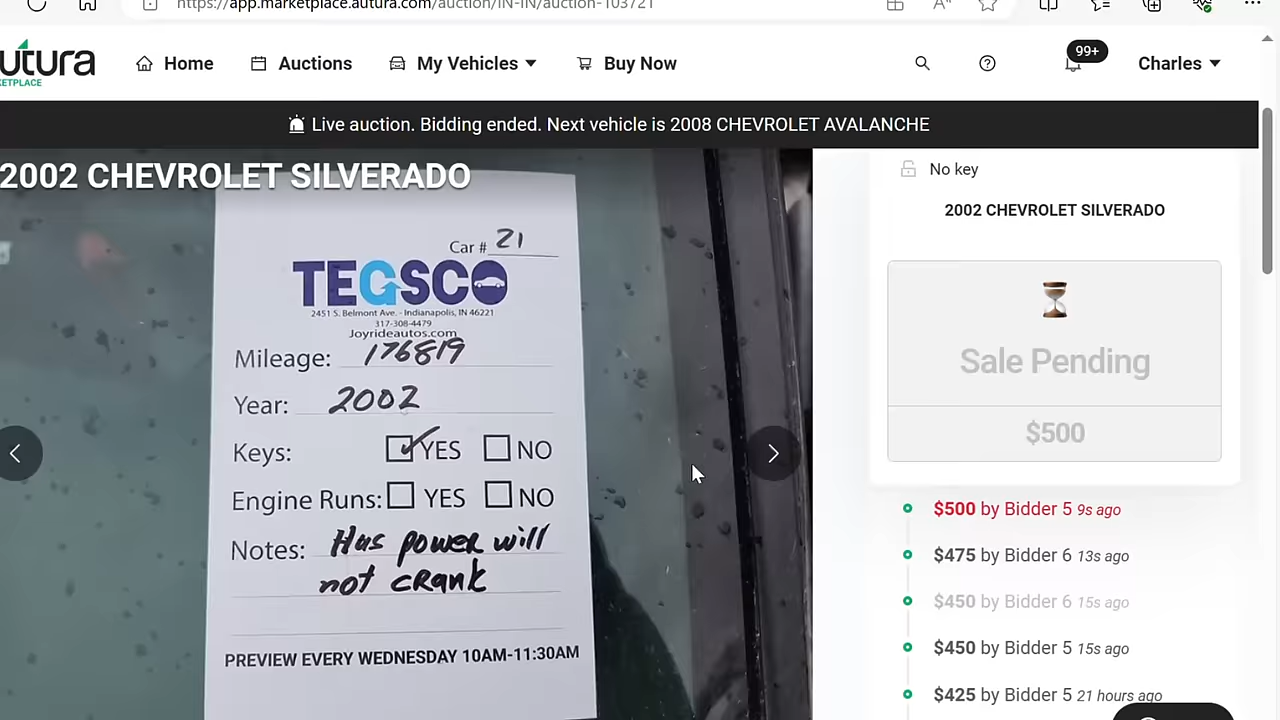 https://app.marketplace.autura.com/auction/IN-IN/auction-103721
utura
ETPLACE
Home
Auctions
My Vehicles
Buy Now
99+
Charles
Live auction. Bidding ended. Next vehicle is 2008 CHEVROLET AVALANCHE
2002 CHEVROLET SILVERADO
Car # 21
TEGSCO
2451 S. Belmont Ave. - Indianapolis, IN 46221
317-308-4479
Joyrideautos.com
Mileage: 176819
Year: 2002
Keys: YES NO
Engine Runs: YES NO
Notes: Has power will
not crank
PREVIEW EVERY WEDNESDAY 10AM-11:30AM
No key
2002 CHEVROLET SILVERADO
Sale Pending
$500
$500 by Bidder 5 9s ago
$475 by Bidder 6 13s ago
$450 by Bidder 6 15s ago
$450 by Bidder 5 15s ago
$425 by Bidder 5 21 hours ago